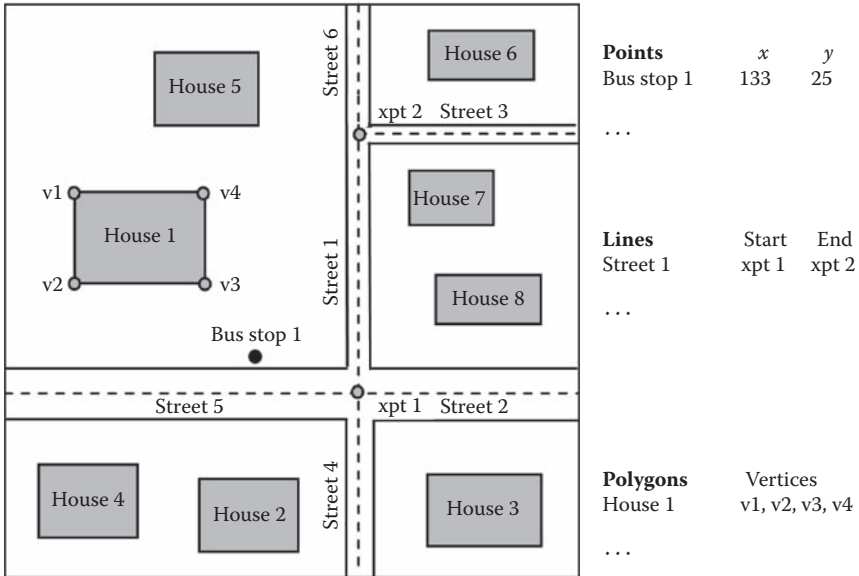 Street 6
House 6
House 5
xpt 2 Street 3
v1
v4
House 7
House 1
Street 1
v2
v3
House 8
Bus stop 1
Street 5
xpt 1 Street 2
Street 4
House 4
House 2
House 3
Points x y
Bus stop 1 133 25
. . .
Lines Start End
Street 1 xpt 1 xpt 2
. . .
Polygons Vertices
House 1 v1, v2, v3, v4
. . .